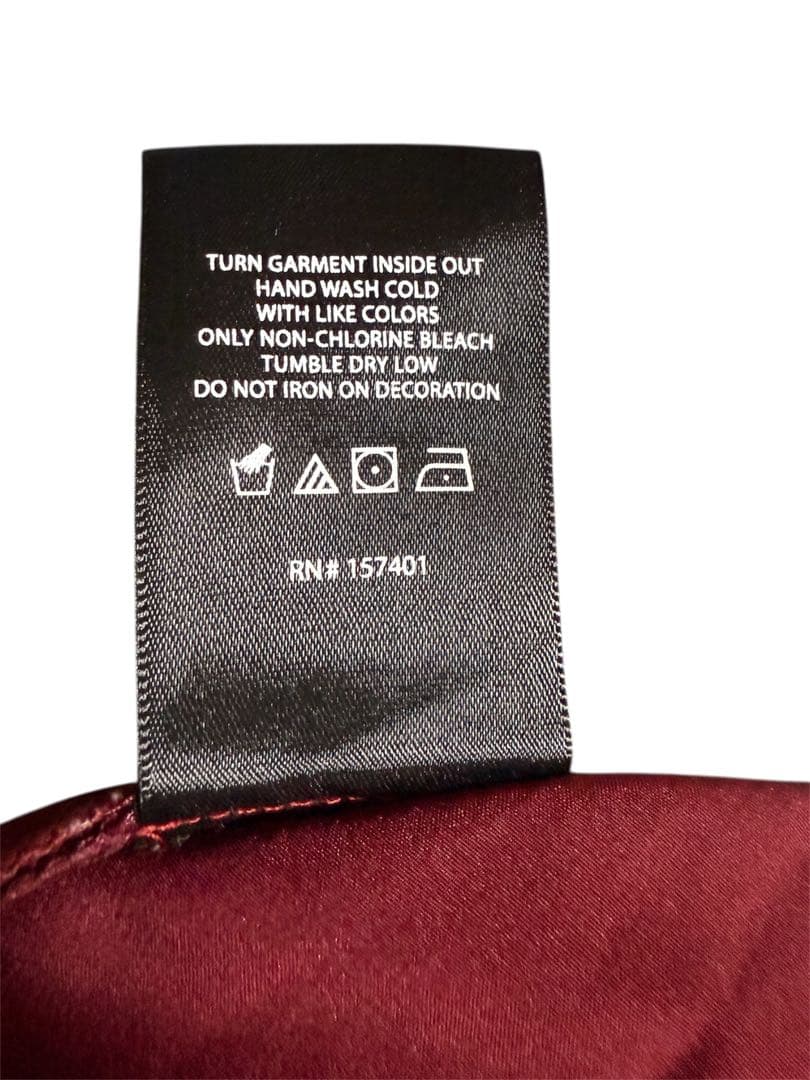 TURN GARMENT INSIDE OUT
HAND WASH COLD
WITH LIKE COLORS
ONLY NON-CHLORINE BLEACH
TUMBLE DRY LOW
DO NOT IRON ON DECORATION
RN# 157401